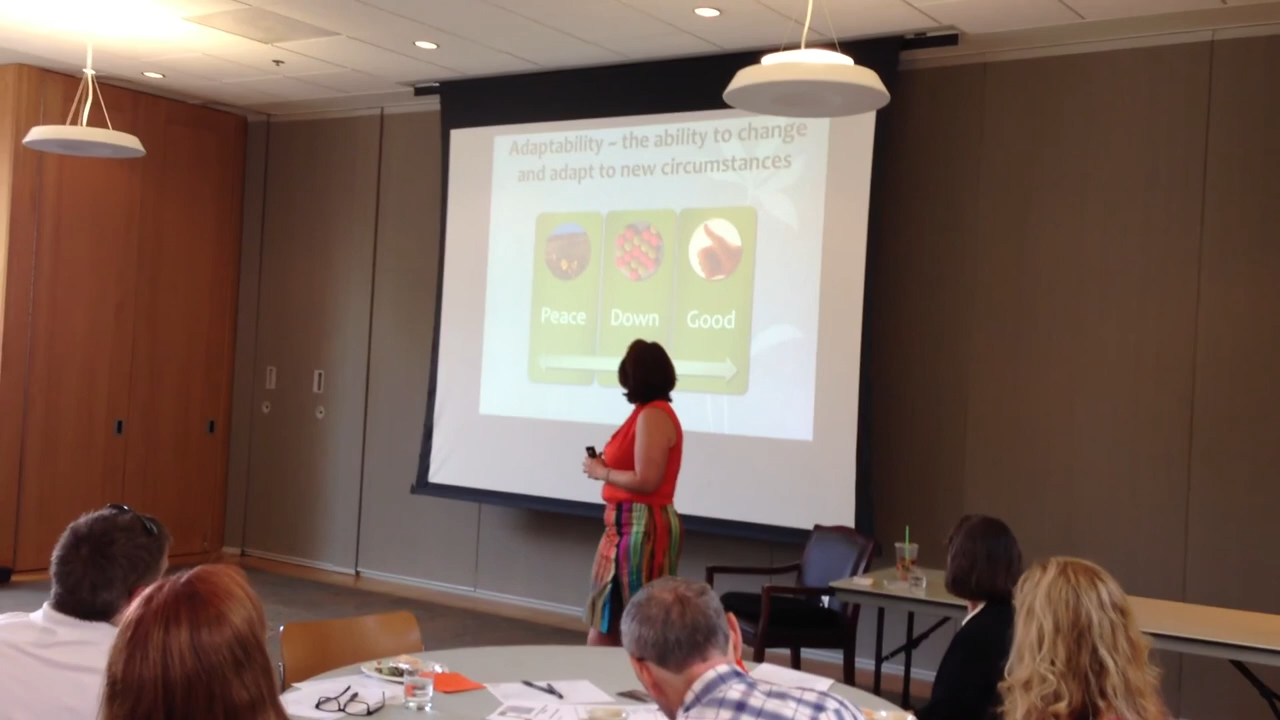 Adaptability ~ the ability to change
and adapt to new circumstances
Peace Down Good